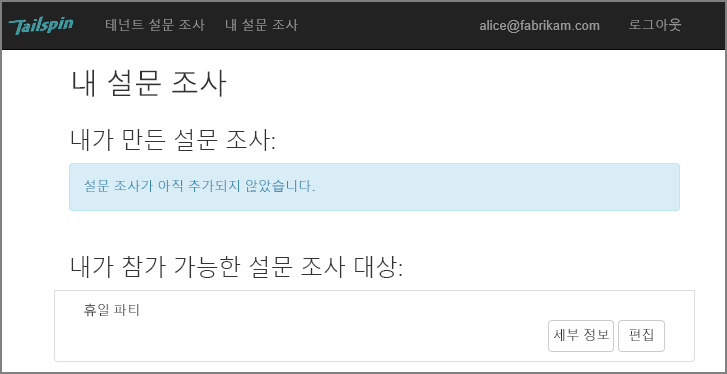 Tailspin 테넌트 설문 조사 내 설문 조사 alice@fabrikam.com 로그아웃
내 설문 조사
내가 만든 설문 조사:
설문 조사가 아직 추가되지 않았습니다.
내가 참가 가능한 설문 조사 대상:
휴일 파티
세부 정보 편집